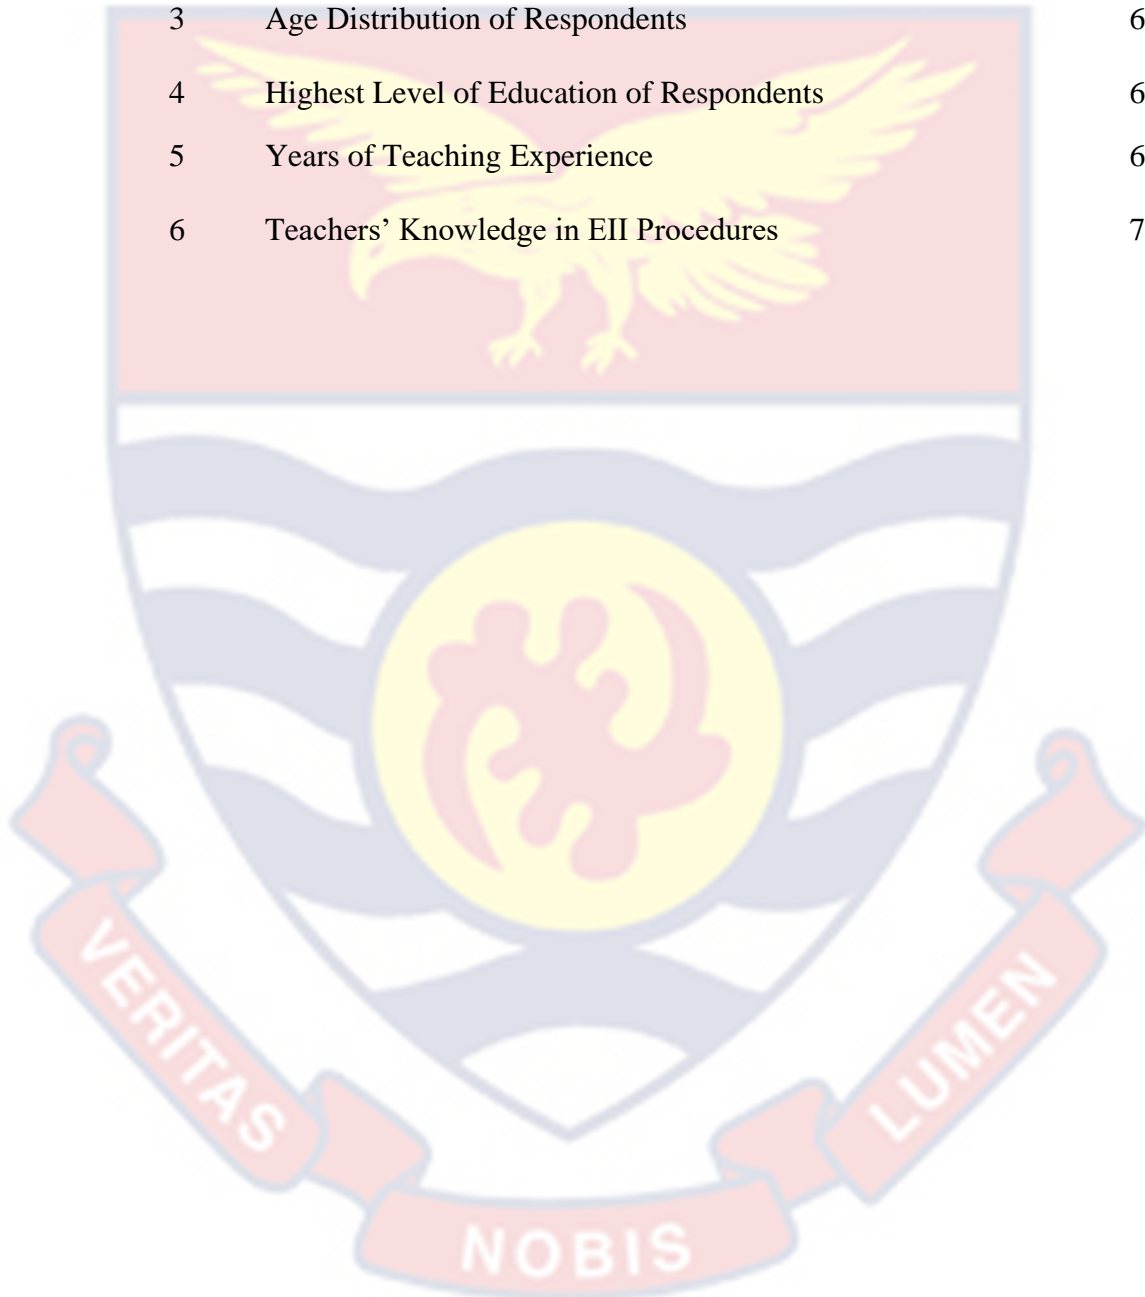 3 Age Distribution of Respondents 6
4 Highest Level of Education of Respondents 6
5 Years of Teaching Experience 6
6 Teachers’ Knowledge in EII Procedures 7
VERITAS
NOBIS
LUMEN